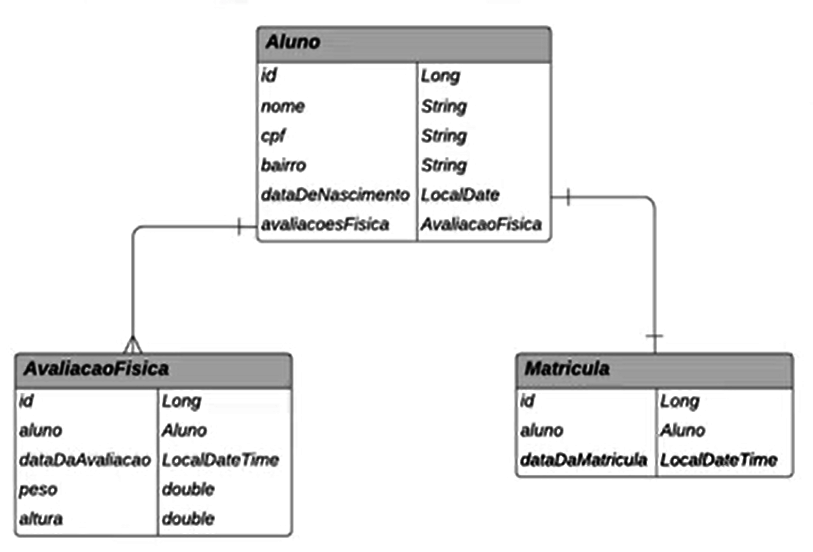 Aluno
id Long
nome String
cpf String
bairro String
dataDeNascimento LocalDate
avaliacoesFisica AvaliacaoFisica
AvaliacaoFisica
id Long
aluno Aluno
dataDaAvaliacao LocalDateTime
peso double
altura double
Matricula
id Long
aluno Aluno
dataDaMatricula LocalDateTime